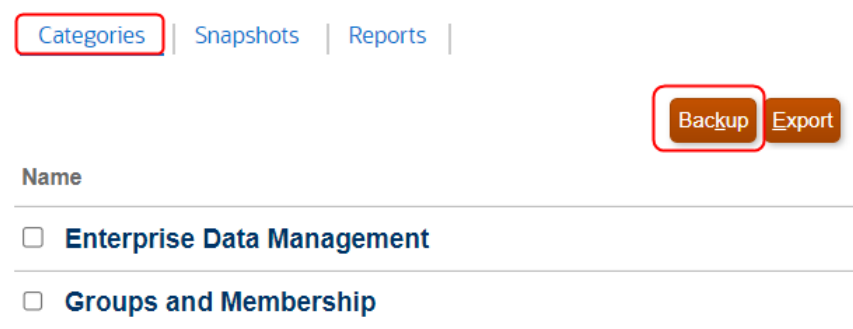 Categories Snapshots Reports
Backup Export
Name
Enterprise Data Management
Groups and Membership